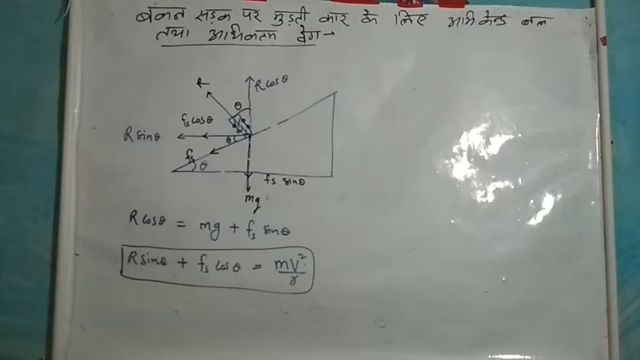 बंकन सड़क पर मुड़ती कार के लिए अभिकेन्द्र बल
तथा अधिकतम वेग→
R
R cosθ
θ
fₛ cosθ
R sinθ
θ
fₛ
θ
fₛ sinθ
mg
R cosθ = mg + fₛ sinθ
R sinθ + fₛ cosθ = mV²/r